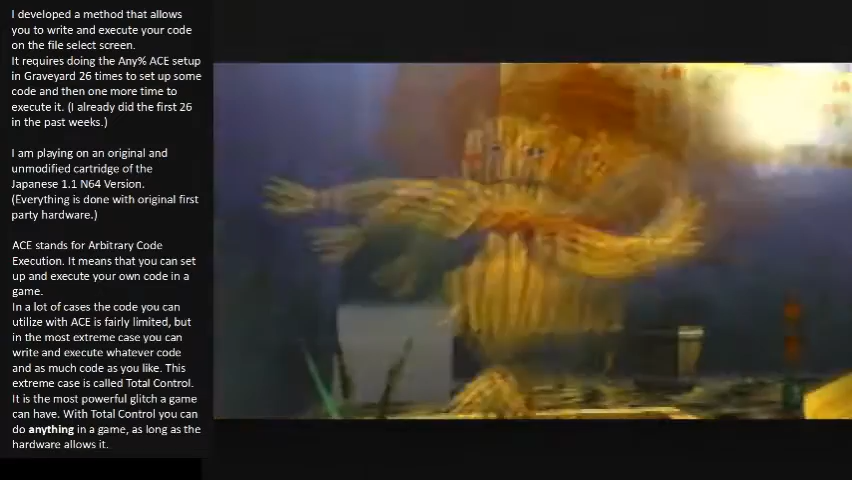 I developed a method that allows
you to write and execute your code
on the file select screen.
It requires doing the Any% ACE setup
in Graveyard 26 times to set up some
code and then one more time to
execute it. (I already did the first 26
in the past weeks.)
I am playing on an original and
unmodified cartridge of the
Japanese 1.1 N64 Version.
(Everything is done with original first
party hardware.)
ACE stands for Arbitrary Code
Execution. It means that you can set
up and execute your own code in a
game.
In a lot of cases the code you can
utilize with ACE is fairly limited, but
in the most extreme case you can
write and execute whatever code
and as much code as you like. This
extreme case is called Total Control.
It is the most powerful glitch a game
can have. With Total Control you can
do anything in a game, as long as the
hardware allows it.